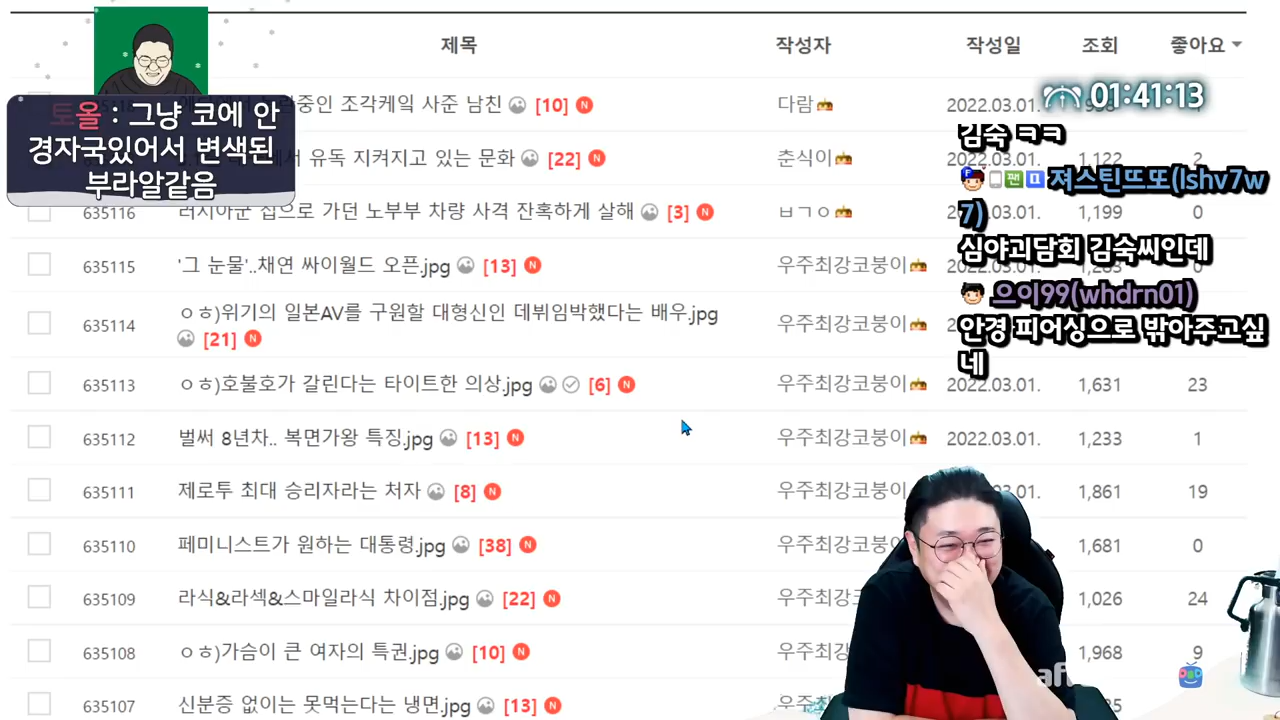 제목 작성자 작성일 조회 좋아요
중인 조각케익 사준 남친 [10] N 다람 2022.03.01.
유독 지켜지고 있는 문화 [22] N 춘식이 2022.03.01. 1,122 2
635116 러시아군 집으로 가던 노부부 차량 사격 잔혹하게 살해 [3] N ㅂㄱㅇ .03.01. 1,199 0
635115 '그 눈물'..채연 싸이월드 오픈.jpg [13] N 우주최강코붕이
635114 ㅇㅎ)위기의 일본AV를 구원할 대형신인 데뷔임박했다는 배우.jpg
[21] N 우주최강코붕이
635113 ㅇㅎ)호불호가 갈린다는 타이트한 의상.jpg [6] N 우주최강코붕이 2022.03.01. 1,631 23
635112 벌써 8년차.. 복면가왕 특징.jpg [13] N 우주최강코붕이 2022.03.01. 1,233 1
635111 제로투 최대 승리자라는 처자 [8] N 우주최강코붕이 .01. 1,861 19
635110 페미니스트가 원하는 대통령.jpg [38] N 우주최강코붕 1,681 0
635109 라식&라섹&스마일라식 차이점.jpg [22] N 우주최강코 1,026 24
635108 ㅇㅎ)가슴이 큰 여자의 특권.jpg [10] N 우주최강 1,968 9
635107 신분증 없이는 못먹는다는 냉면.jpg [13] N
토올 : 그냥 코에 안
경자국있어서 변색된
부라알같음
01:41:13
김숙 ㅋㅋ
F 팬 져스틴뜨또(lshv7w
7)
심야괴담회 김숙씨인데
으이99(whdrn01)
안경 피어싱으로 밖아주고싶
네
af